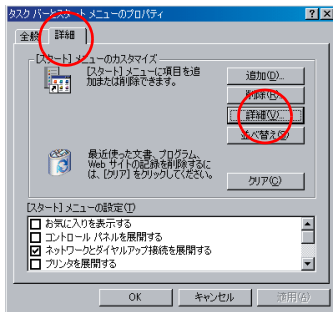 タスク バーとスタート メニューのプロパティ
全般
詳細
[スタート] メニューのカスタマイズ
[スタート] メニューに項目を追
加または削除できます。
追加(D)...
削除(R)...
詳細(V)...
並べ替え(S)
最近使った文書、プログラム、
Web サイトの記録を削除するに
は、[クリア] をクリックしてください。
クリア(C)
[スタート] メニューの設定(T)
お気に入りを表示する
コントロール パネルを展開する
ネットワークとダイヤルアップ接続を展開する
プリンタを展開する
OK
キャンセル
適用(A)